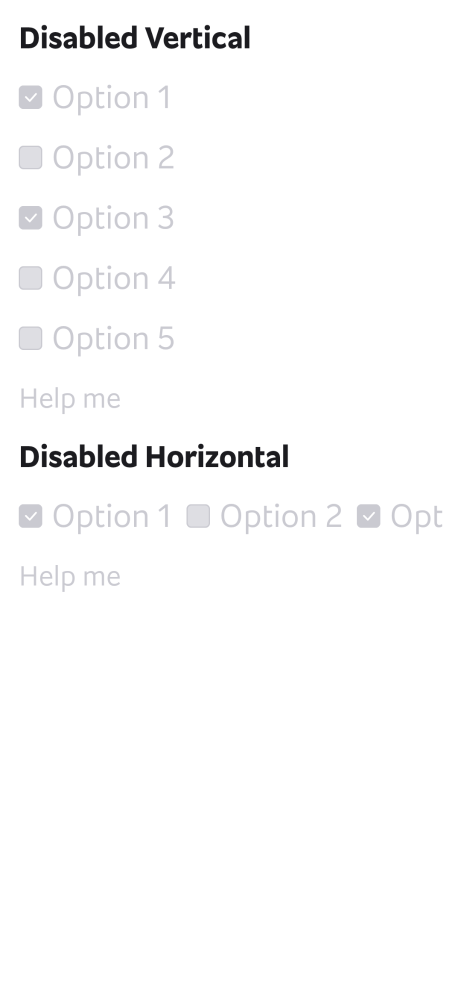 Disabled Vertical
Option 1
Option 2
Option 3
Option 4
Option 5
Help me
Disabled Horizontal
Option 1 Option 2 Opt
Help me